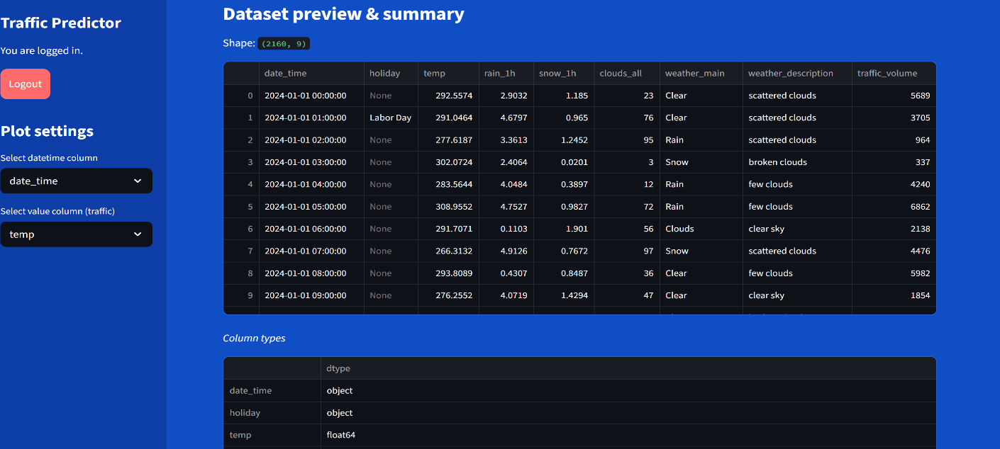 Traffic Predictor
You are logged in.
Logout
Plot settings
Select datetime column
date_time
Select value column (traffic)
temp
Dataset preview & summary
Shape: (2160, 9)
date_time holiday temp rain_1h snow_1h clouds_all weather_main weather_description traffic_volume
0 2024-01-01 00:00:00 None 292.5574 2.9032 1.185 23 Clear scattered clouds 5689
1 2024-01-01 01:00:00 Labor Day 291.0464 4.6797 0.965 76 Clear scattered clouds 3705
2 2024-01-01 02:00:00 None 277.6187 3.3613 1.2452 95 Rain scattered clouds 964
3 2024-01-01 03:00:00 None 302.0724 2.4064 0.0201 3 Snow broken clouds 337
4 2024-01-01 04:00:00 None 283.5644 4.0484 0.3897 12 Rain few clouds 4240
5 2024-01-01 05:00:00 None 308.9552 4.7527 0.9827 72 Rain few clouds 6862
6 2024-01-01 06:00:00 None 291.7071 0.1103 1.901 56 Clouds clear sky 2138
7 2024-01-01 07:00:00 None 266.3132 4.9126 0.7672 97 Snow scattered clouds 4476
8 2024-01-01 08:00:00 None 293.8089 0.4307 0.8487 36 Clear few clouds 5982
9 2024-01-01 09:00:00 None 276.2552 4.0719 1.4294 47 Clear clear sky 1854
Column types
dtype
date_time object
holiday object
temp float64